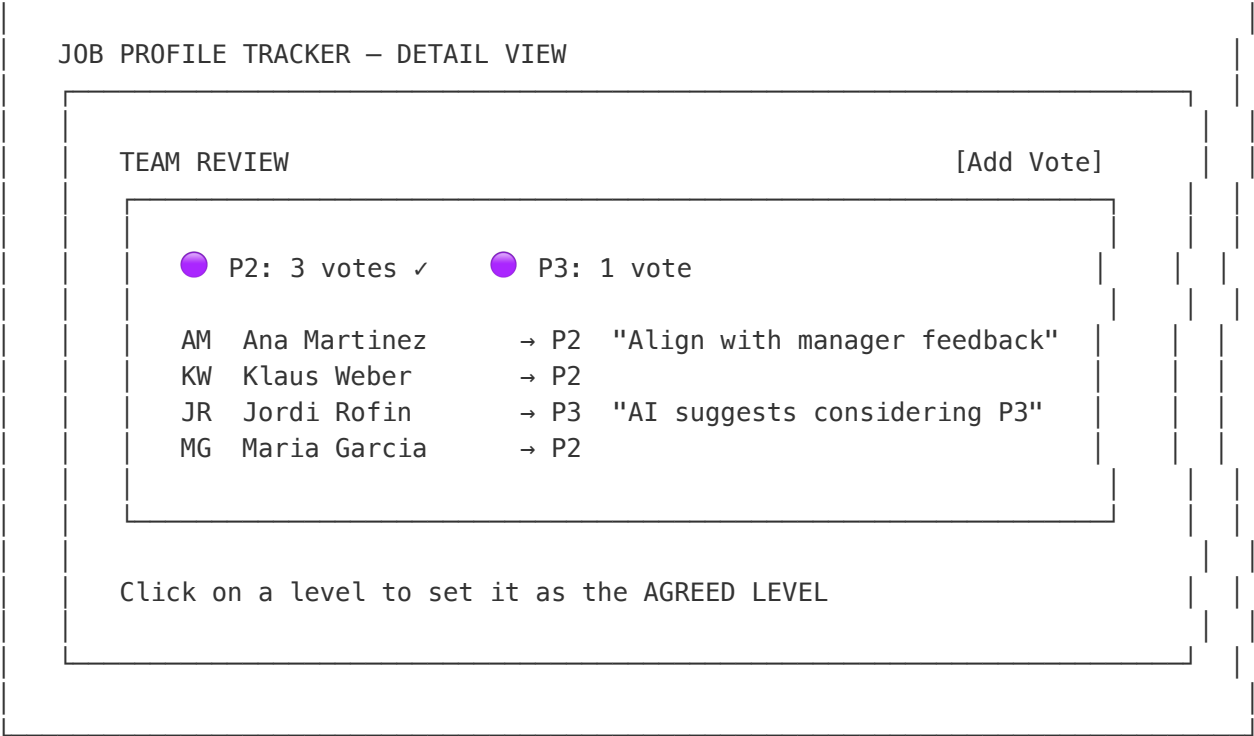 JOB PROFILE TRACKER — DETAIL VIEW
TEAM REVIEW [Add Vote]
P2: 3 votes ✓ P3: 1 vote
AM Ana Martinez → P2 "Align with manager feedback"
KW Klaus Weber → P2
JR Jordi Rofin → P3 "AI suggests considering P3"
MG Maria Garcia → P2
Click on a level to set it as the AGREED LEVEL